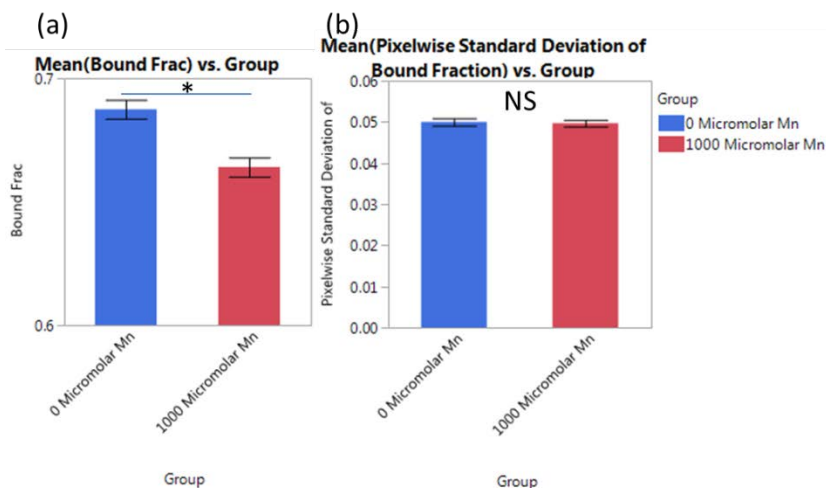 (a)
Mean(Bound Frac) vs. Group
0.7
*
Bound Frac
0.6
0 Micromolar Mn
1000 Micromolar Mn
Group
(b)
Mean(Pixelwise Standard Deviation of
Bound Fraction) vs. Group
0.06
NS
0.05
0.04
0.03
0.02
0.01
0.00
Pixelwise Standard Deviation of
0 Micromolar Mn
1000 Micromolar Mn
Group
Group
0 Micromolar Mn
1000 Micromolar Mn